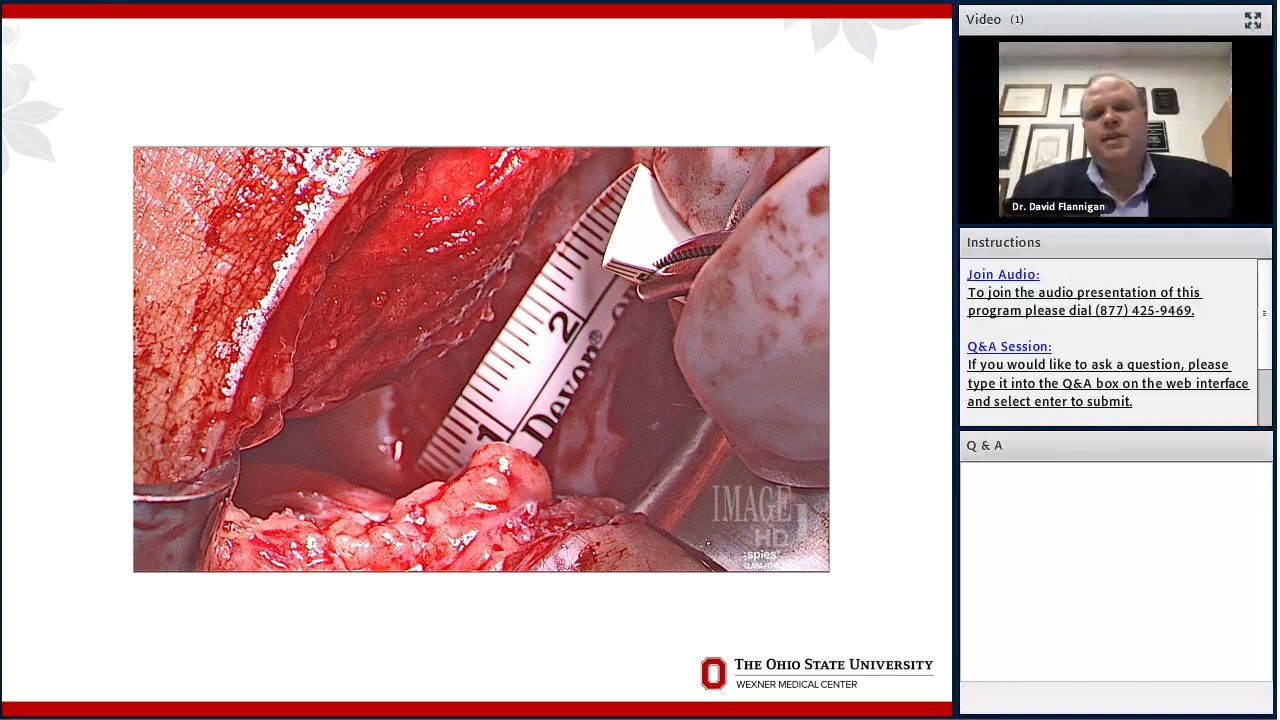 2
1
Devon®
IMAGE1
HD
spies
THE OHIO STATE UNIVERSITY
WEXNER MEDICAL CENTER
Video (1)
Dr. David Flannigan
Instructions
Join Audio:
To join the audio presentation of this
program please dial (877) 425-9469.
Q&A Session:
If you would like to ask a question, please
type it into the Q&A box on the web interface
and select enter to submit.
Q & A